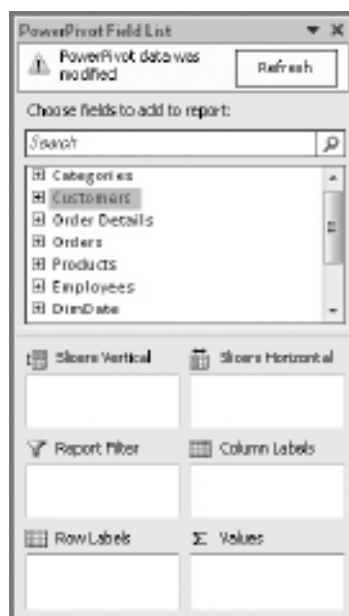 PowerPivot Field List
PowerPivot data was
modified
Refresh
Choose fields to add to report:
Search
Categories
Customers
Order Details
Orders
Products
Employees
DimDate
Slicers Vertical
Slicers Horizontal
Report Filter
Column Labels
Row Labels
Σ Values